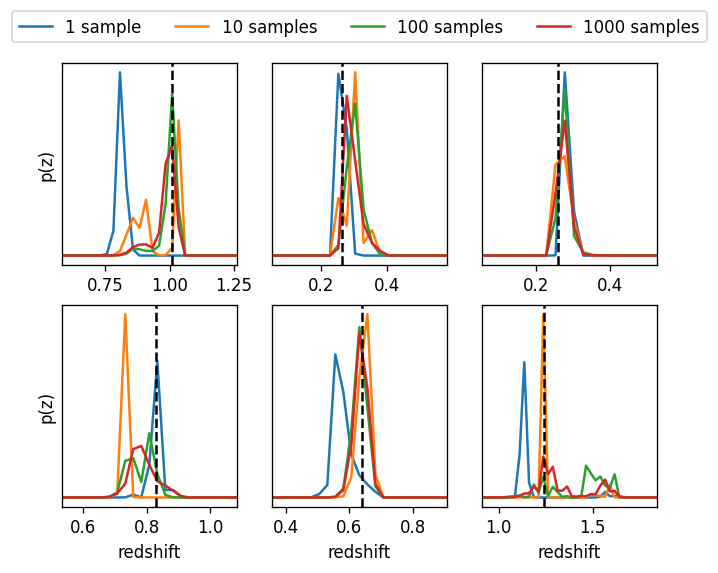 1 sample 10 samples 100 samples 1000 samples
p(z)
0.75 1.00 1.25 0.2 0.4 0.2 0.4
p(z)
0.6 0.8 1.0 0.4 0.6 0.8 1.0 1.5
redshift redshift redshift